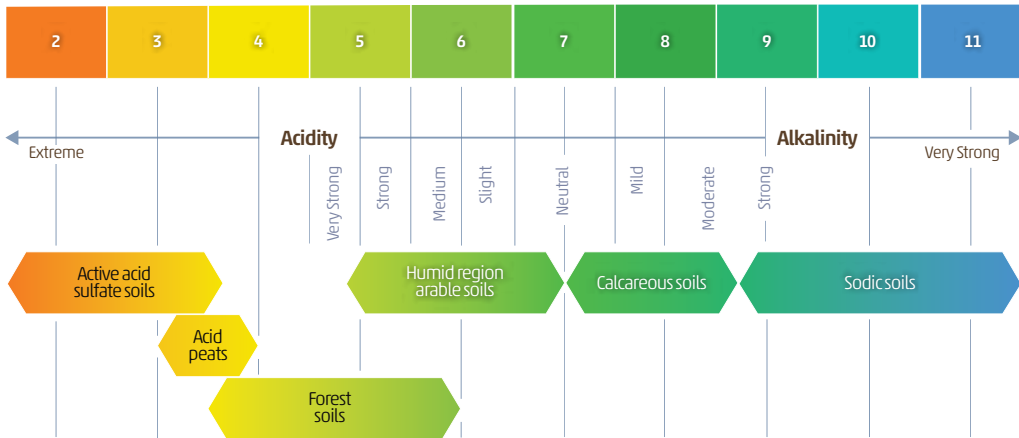 2 3 4 5 6 7 8 9 10 11
Acidity Alkalinity
Extreme Very Strong
Very Strong
Strong
Medium
Slight
Neutral
Mild
Moderate
Strong
Active acid
sulfate soils
Humid region
arable soils
Calcareous soils
Sodic soils
Acid
peats
Forest
soils